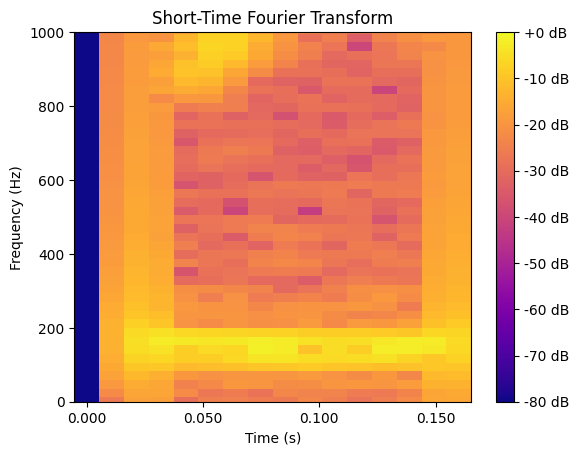 Short-Time Fourier Transform
Frequency (Hz)
1000
800
600
400
200
0
0.000
0.050
0.100
0.150
Time (s)
+0 dB
-10 dB
-20 dB
-30 dB
-40 dB
-50 dB
-60 dB
-70 dB
-80 dB